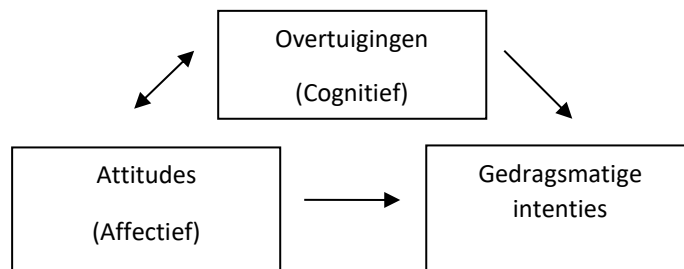 Overtuigingen
(Cognitief)
Attitudes
(Affectief)
Gedragsmatige
intenties